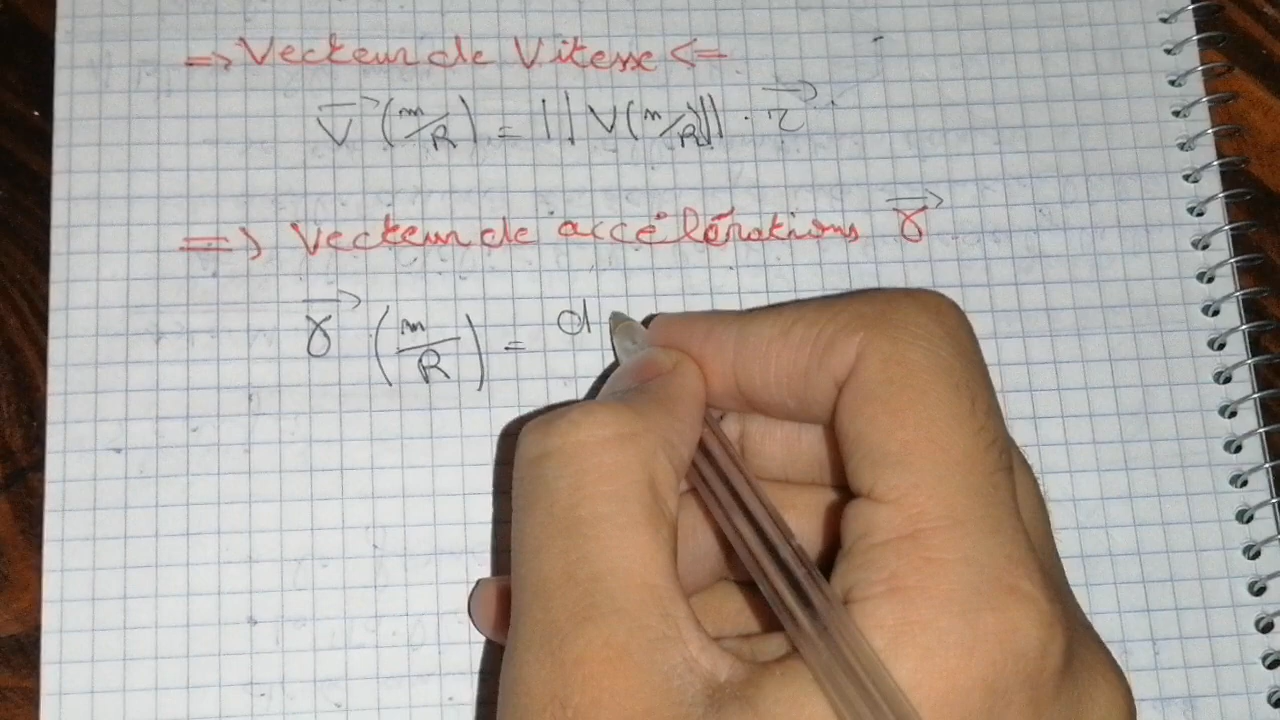 => Vecteur de Vitesse <=
V⃗ (m/R) = ||V(m/R)|| . τ⃗.
=> Vecteur de accélérations γ⃗
γ⃗ (m/R) = d